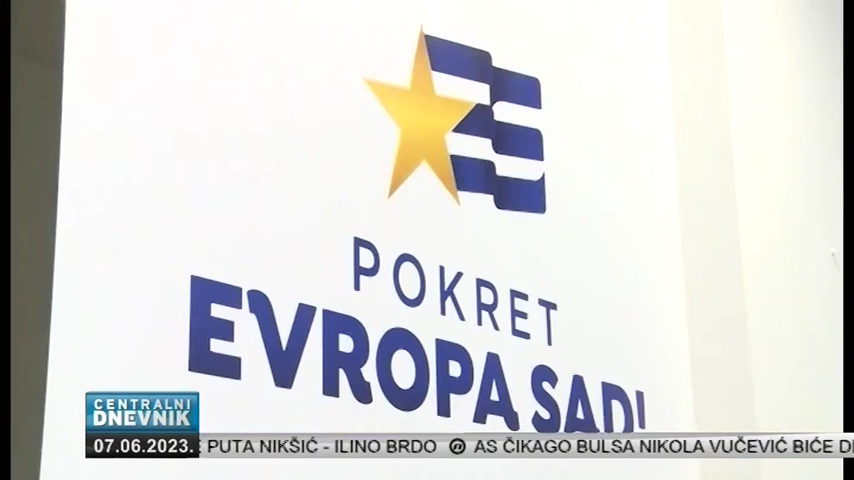 POKRET
EVROPA SAD!
CENTRALNI
DNEVNIK
07.06.2023. PUTA NIKŠIĆ - ILINO BRDO @ AS ČIKAGO BULSA NIKOLA VUČEVIĆ BIĆE